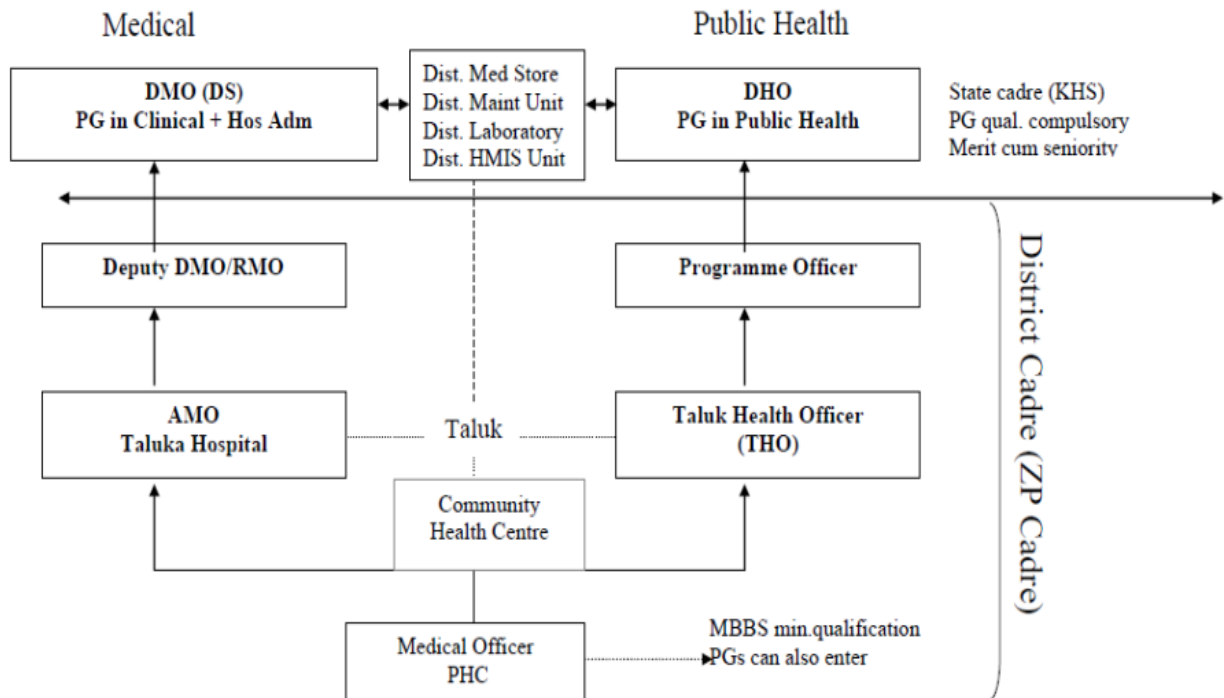 Medical
Public Health
DMO (DS)
PG in Clinical + Hos Adm
Dist. Med Store
Dist. Maint Unit
Dist. Laboratory
Dist. HMIS Unit
DHO
PG in Public Health
State cadre (KHS)
PG qual. compulsory
Merit cum seniority
Deputy DMO/RMO
Programme Officer
District Cadre (ZP Cadre)
AMO
Taluka Hospital
Taluk
Taluk Health Officer
(THO)
Community
Health Centre
Medical Officer
PHC
MBBS min.qualification
PGs can also enter